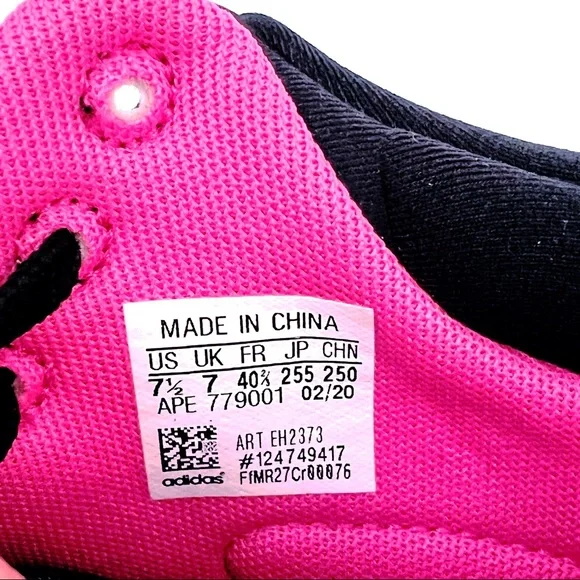 MADE IN CHINA
US UK FR JP CHN
7½ 7 40⅔ 255 250
APE 779001 02/20
ART EH2373
#124749417
FfMR27Cr00076
adidas